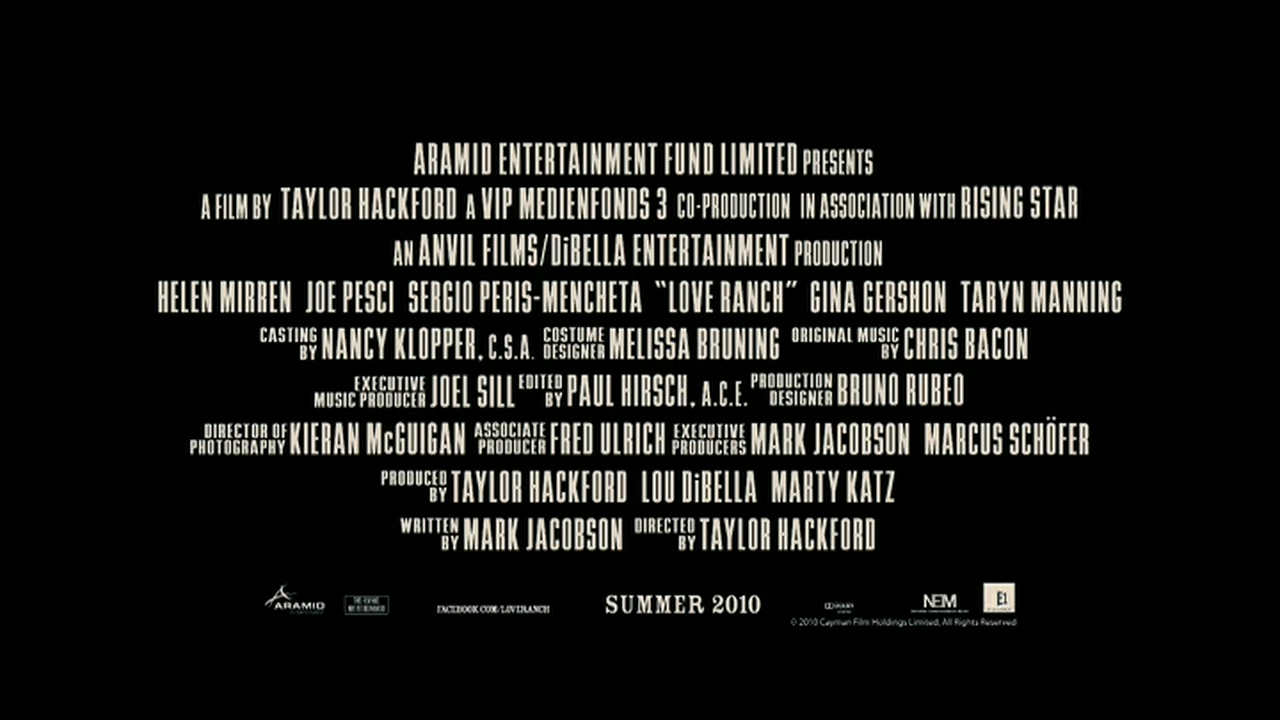 ARAMID ENTERTAINMENT FUND LIMITED PRESENTS
A FILM BY TAYLOR HACKFORD A VIP MEDIENFONDS 3 CO-PRODUCTION IN ASSOCIATION WITH RISING STAR
AN ANVIL FILMS/DiBELLA ENTERTAINMENT PRODUCTION
HELEN MIRREN JOE PESCI SERGIO PERIS-MENCHETA "LOVE RANCH" GINA GERSHON TARYN MANNING
CASTING BY NANCY KLOPPER, C.S.A. COSTUME DESIGNER MELISSA BRUNING ORIGINAL MUSIC BY CHRIS BACON
EXECUTIVE MUSIC PRODUCER JOEL SILL EDITED BY PAUL HIRSCH, A.C.E. PRODUCTION DESIGNER BRUNO RUBEO
DIRECTOR OF PHOTOGRAPHY KIERAN McGUIGAN ASSOCIATE PRODUCER FRED ULRICH EXECUTIVE PRODUCERS MARK JACOBSON MARCUS SCHÖFER
PRODUCED BY TAYLOR HACKFORD LOU DiBELLA MARTY KATZ
WRITTEN BY MARK JACOBSON DIRECTED BY TAYLOR HACKFORD
ARAMID FACEBOOK.COM/LOVERANCH SUMMER 2010 DOLBY NEM E1
© 2010 Cayman Film Holdings Limited, All Rights Reserved